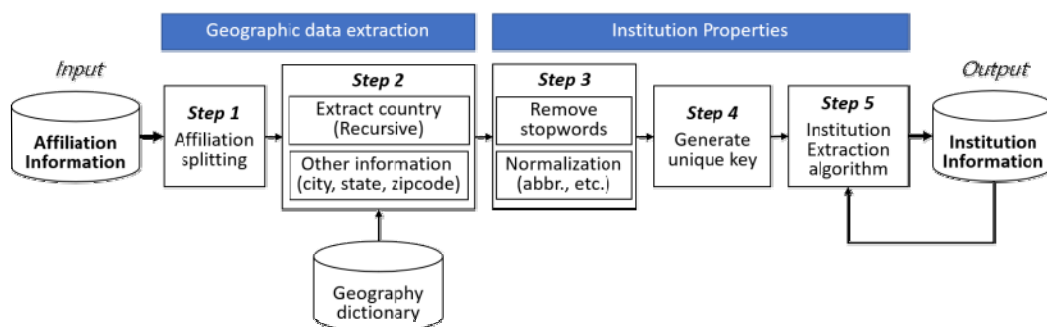 Geographic data extraction
Institution Properties
Input
Affiliation
Information
Step 1
Affiliation
splitting
Step 2
Extract country
(Recursive)
Other information
(city, state, zipcode)
Geography
dictionary
Step 3
Remove
stopwords
Normalization
(abbr., etc.)
Step 4
Generate
unique key
Step 5
Institution
Extraction
algorithm
Output
Institution
Information